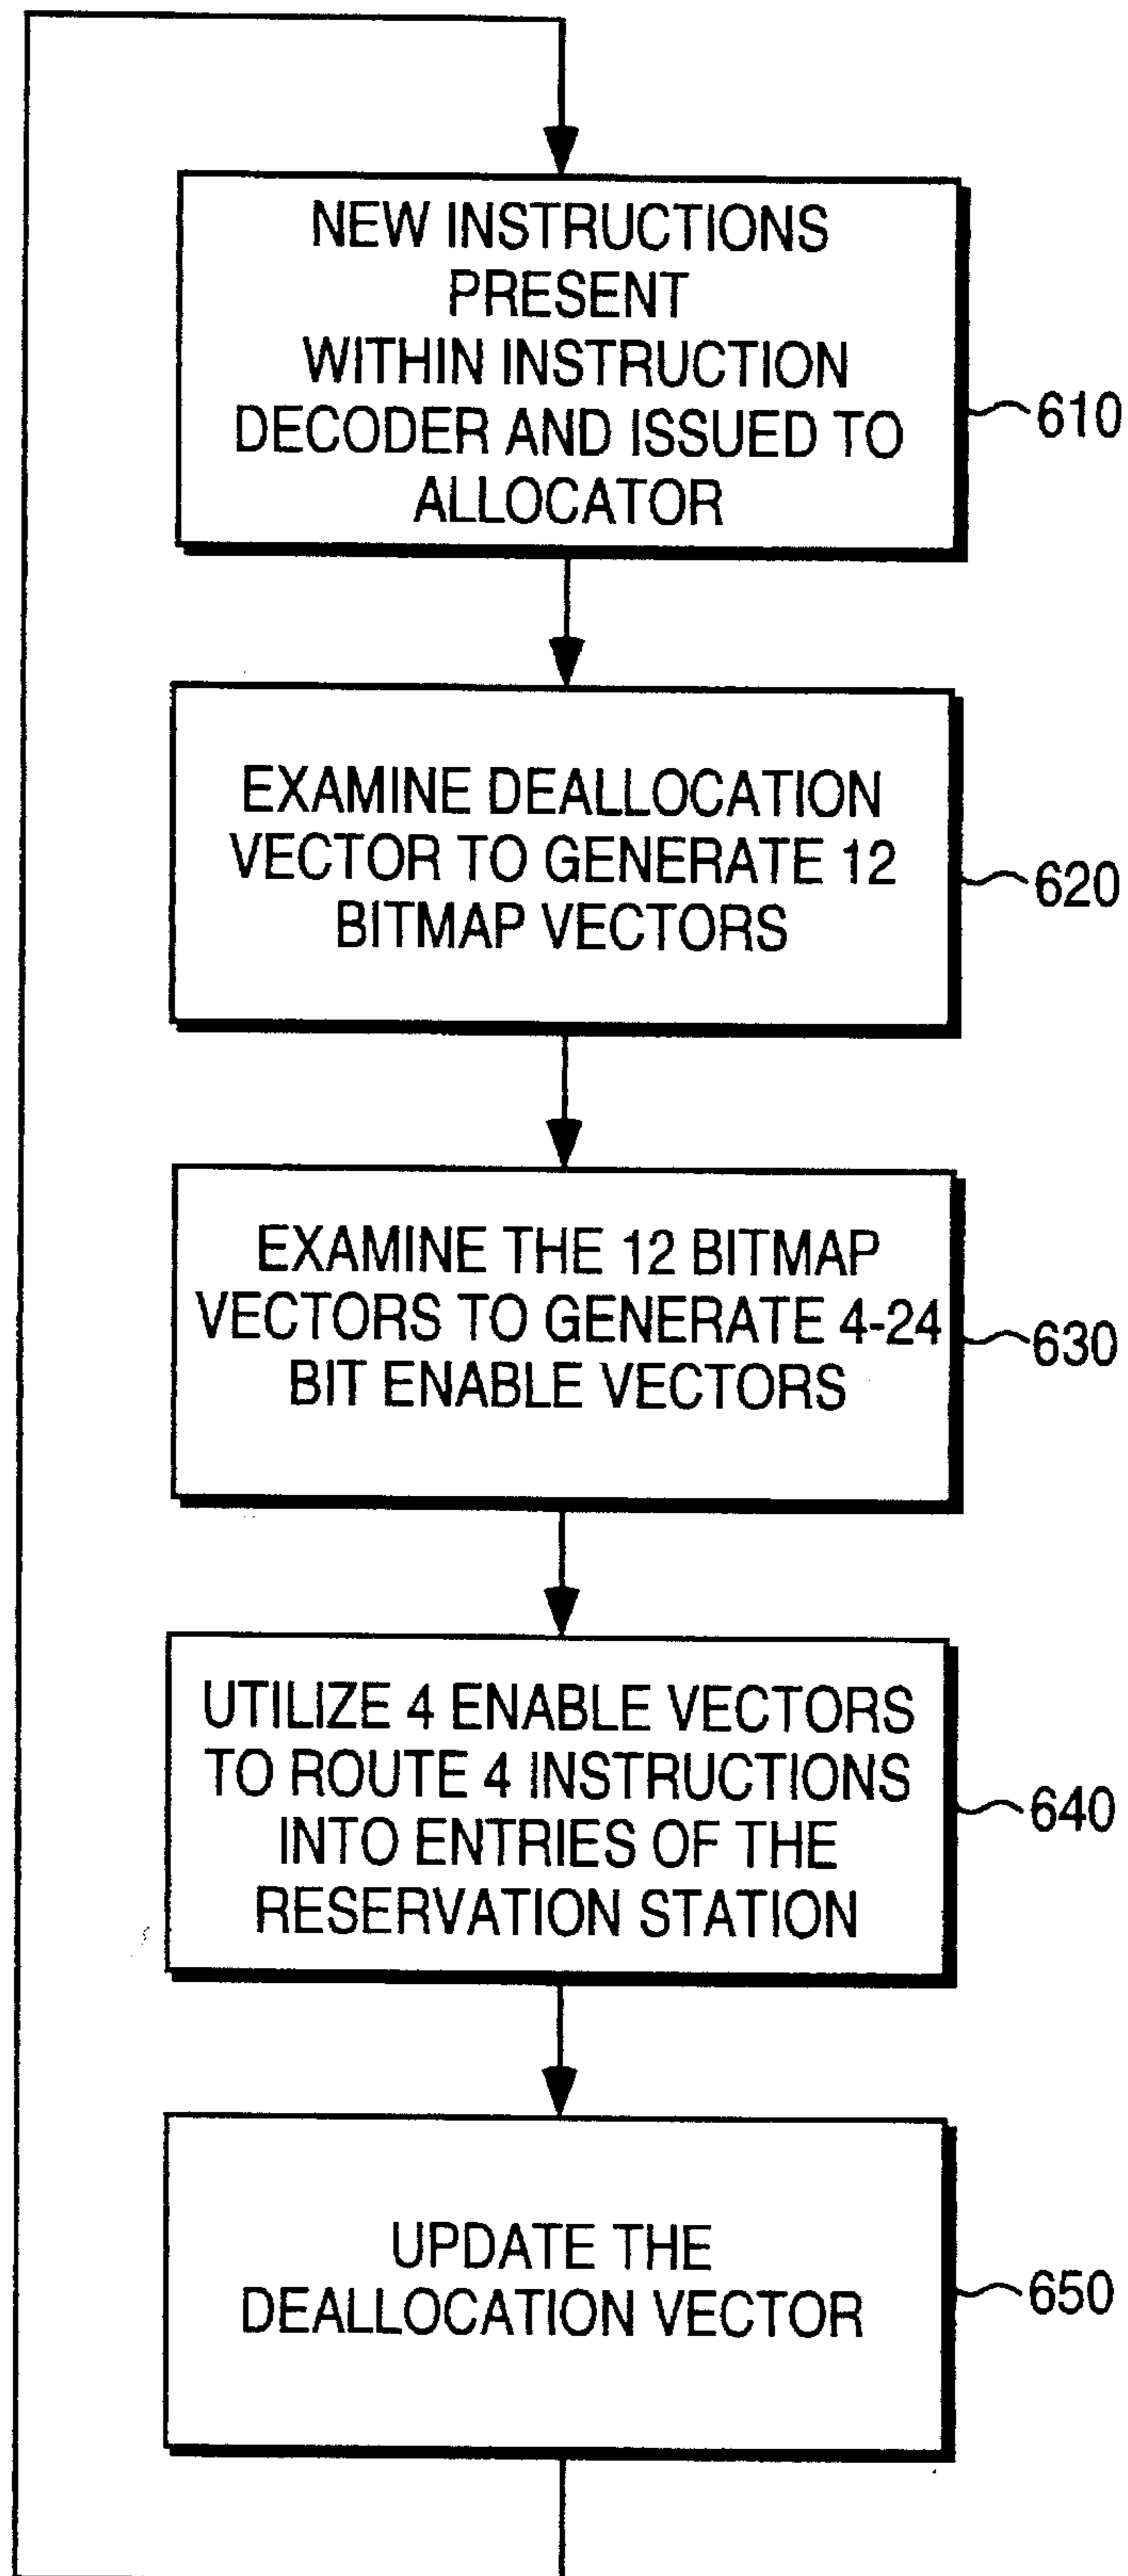 NEW INSTRUCTIONS
PRESENT
WITHIN INSTRUCTION
DECODER AND ISSUED TO
ALLOCATOR
610
EXAMINE DEALLOCATION
VECTOR TO GENERATE 12
BITMAP VECTORS
620
EXAMINE THE 12 BITMAP
VECTORS TO GENERATE 4-24
BIT ENABLE VECTORS
630
UTILIZE 4 ENABLE VECTORS
TO ROUTE 4 INSTRUCTIONS
INTO ENTRIES OF THE
RESERVATION STATION
640
UPDATE THE
DEALLOCATION VECTOR
650